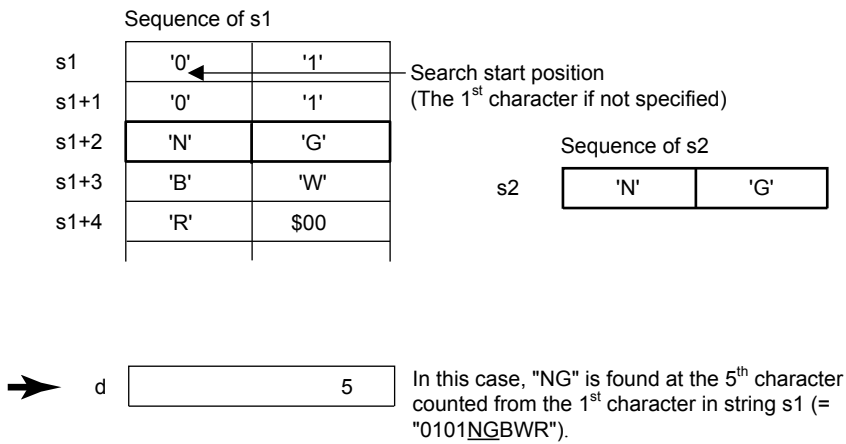 Sequence of s1
s1 '0' '1'
Search start position
(The 1st character if not specified)
s1+1 '0' '1'
s1+2 'N' 'G'
Sequence of s2
s1+3 'B' 'W'
s2 'N' 'G'
s1+4 'R' $00
d 5
In this case, "NG" is found at the 5th character
counted from the 1st character in string s1 (=
"0101NGBWR").